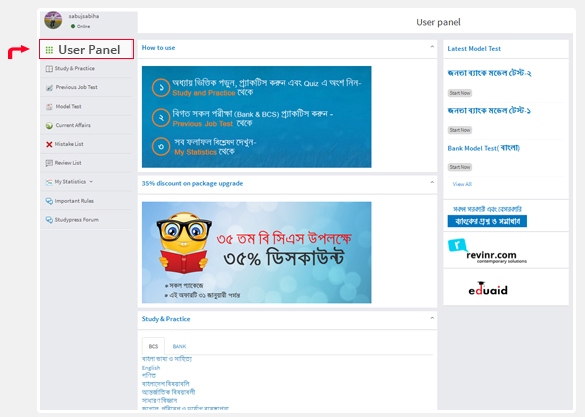 sabujsabiha
Online
User panel
User Panel
Study & Practice
Previous Job Test
Model Test
Current Affairs
Mistake List
Review List
My Statistics
Important Rules
Studypress Forum
How to use
১ অধ্যায় ভিত্তিক পড়ুন, প্র্যাকটিস করুন এবং Quiz এ অংশ নিন-
Study and Practice থেকে
২ বিগত সকল পরীক্ষা (Bank & BCS) প্র্যাকটিস করুন -
Previous Job Test থেকে
৩ সব ফলাফল বিশ্লেষণ দেখুন-
My Statistics থেকে
35% discount on package upgrade
৩৫ তম বি সিএস উপলক্ষে
৩৫% ডিসকাউন্ট
• সকল প্যাকেজে
• এই অফারটি ৩১ জানুয়ারী পর্যন্ত
Study & Practice
BCS BANK
বাংলা ভাষা ও সাহিত্য
English
গণিত
বাংলাদেশ বিষয়াবলি
আন্তর্জাতিক বিষয়াবলী
সাধারণ বিজ্ঞান
Latest Model Test
জনতা ব্যাংক মডেল টেস্ট-২
Start Now
জনতা ব্যাংক মডেল টেস্ট-১
Start Now
Bank Model Test( বাংলা)
Start Now
View All
সকল সরকারি এবং বেসরকারি
ব্যাংকের প্রশ্ন ও সমাধান
revinr.com
contemporary solutions
eduaid